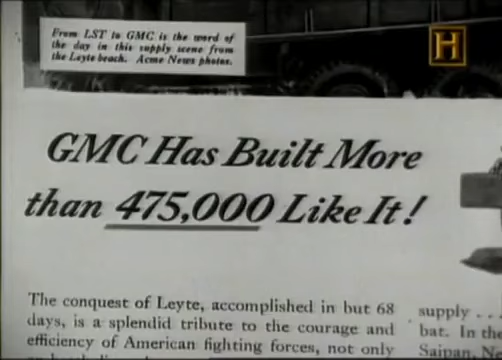 From LST to GMC is the word of
the day in this supply scene from
the Leyte beach. Acme News photos.
H
GMC Has Built More
than 475,000 Like It!
The conquest of Leyte, accomplished in but 68
days, is a splendid tribute to the courage and
efficiency of American fighting forces, not only
supply . . .
bat. In the
Saipan, No